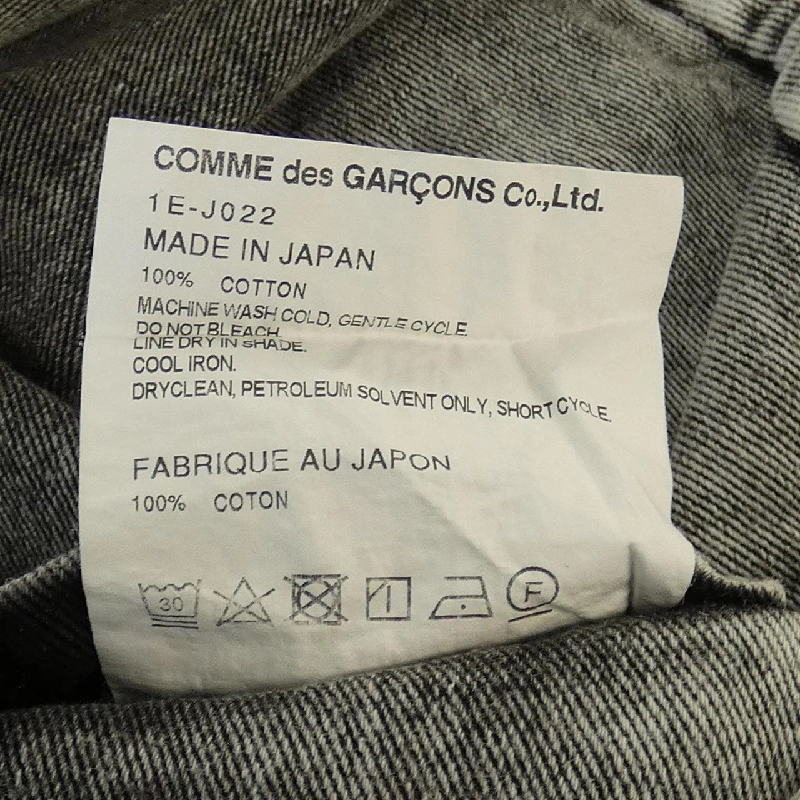 COMME des GARÇONS Co.,Ltd.
1E-J022
MADE IN JAPAN
100% COTTON
MACHINE WASH COLD, GENTLE CYCLE.
DO NOT BLEACH.
LINE DRY IN SHADE.
COOL IRON.
DRYCLEAN, PETROLEUM SOLVENT ONLY, SHORT CYCLE.
FABRIQUE AU JAPON
100% COTON
30 F